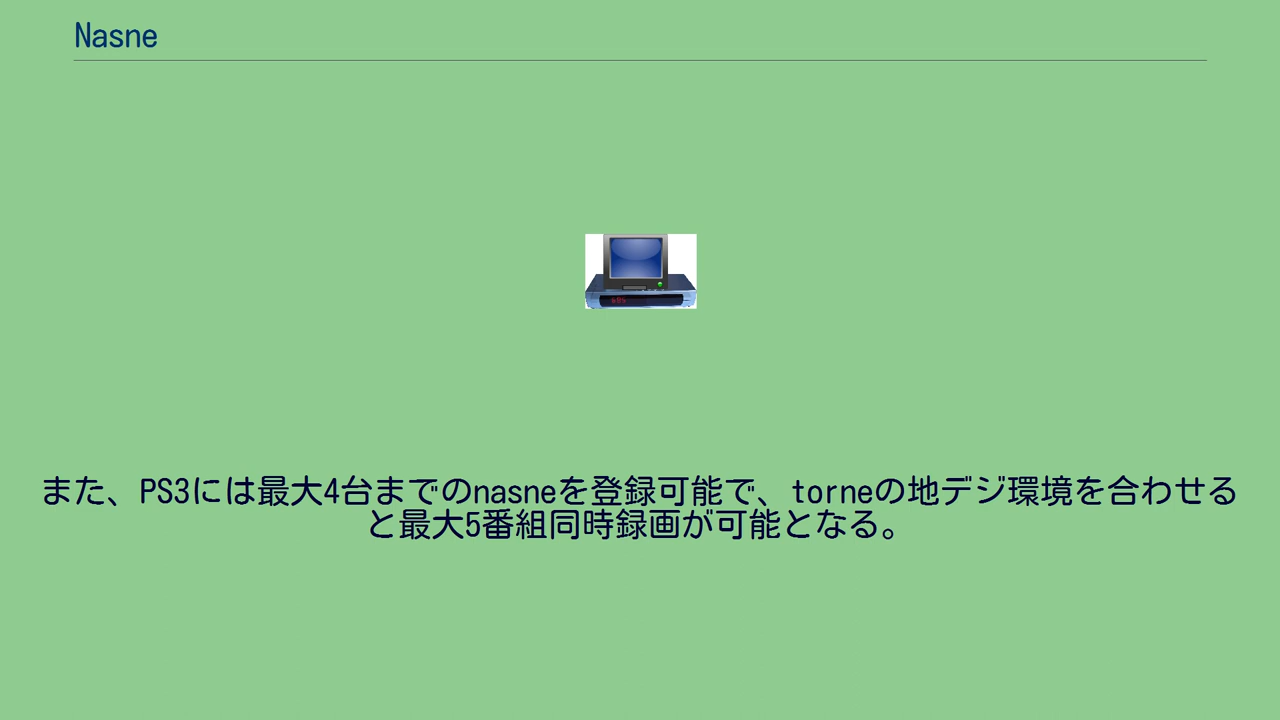 Nasne
また、PS3には最大4台までのnasneを登録可能で、torneの地デジ環境を合わせる
と最大5番組同時録画が可能となる。